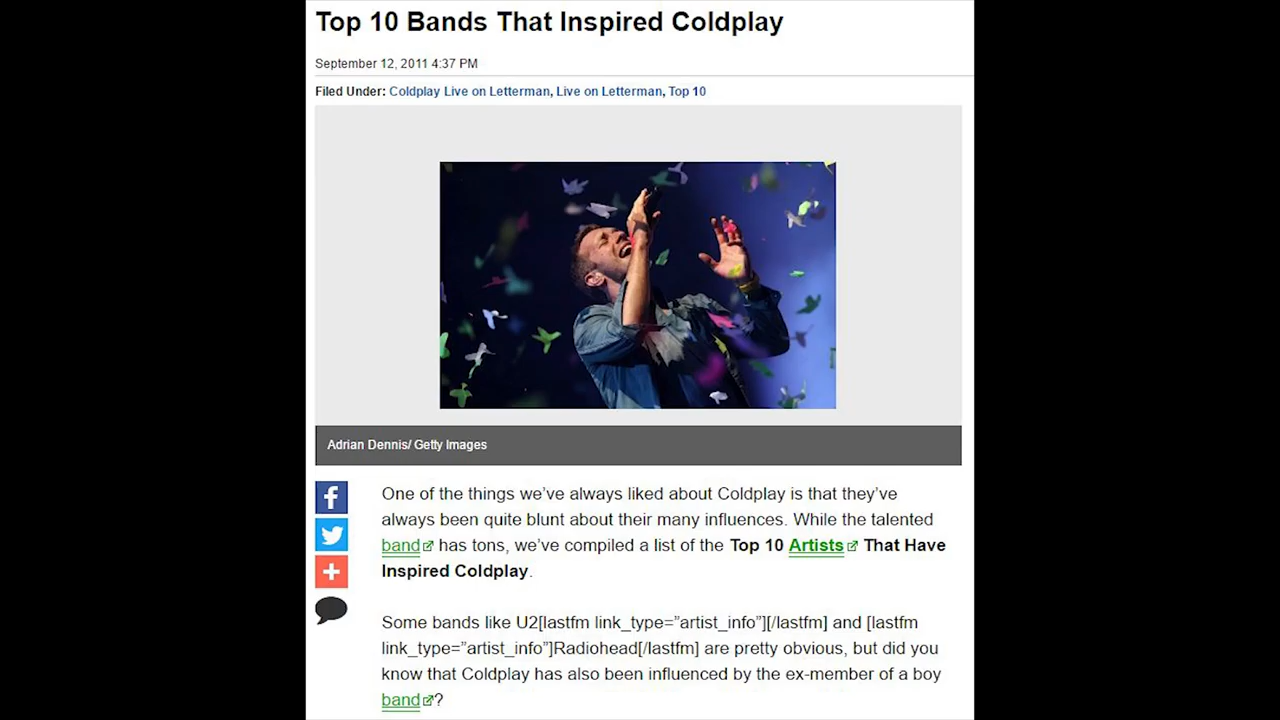 Top 10 Bands That Inspired Coldplay
September 12, 2011 4:37 PM
Filed Under: Coldplay Live on Letterman, Live on Letterman, Top 10
Adrian Dennis/ Getty Images
One of the things we’ve always liked about Coldplay is that they’ve
always been quite blunt about their many influences. While the talented
band has tons, we’ve compiled a list of the Top 10 Artists That Have
Inspired Coldplay.
Some bands like U2[lastfm link_type=”artist_info”][/lastfm] and [lastfm
link_type=”artist_info”]Radiohead[/lastfm] are pretty obvious, but did you
know that Coldplay has also been influenced by the ex-member of a boy
band?